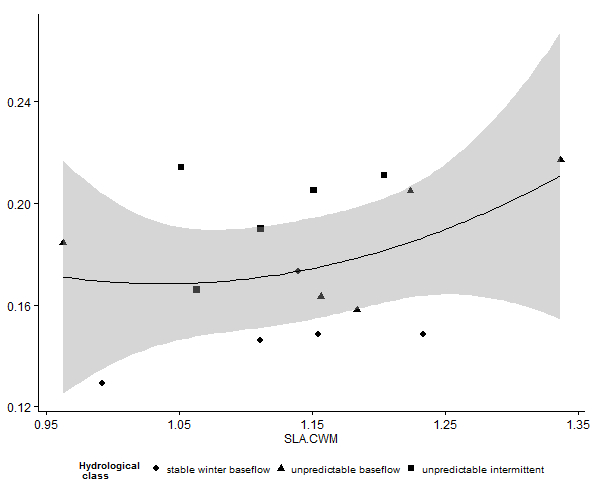 0.24
0.20
0.16
0.12
0.95 1.05 1.15 1.25 1.35
SLA.CWM
Hydrological
class
stable winter baseflow unpredictable baseflow unpredictable intermittent